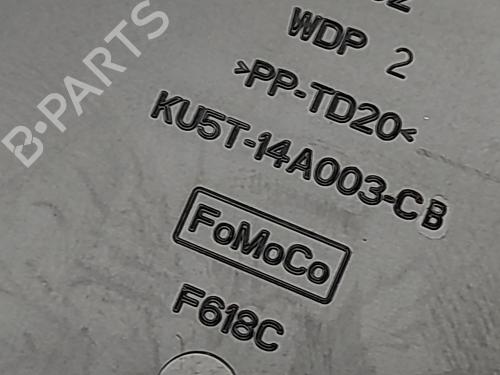 WDP 2
>PP-TD20<
KU5T-14A003-CB
FoMoCo
F618C
B·PARTS